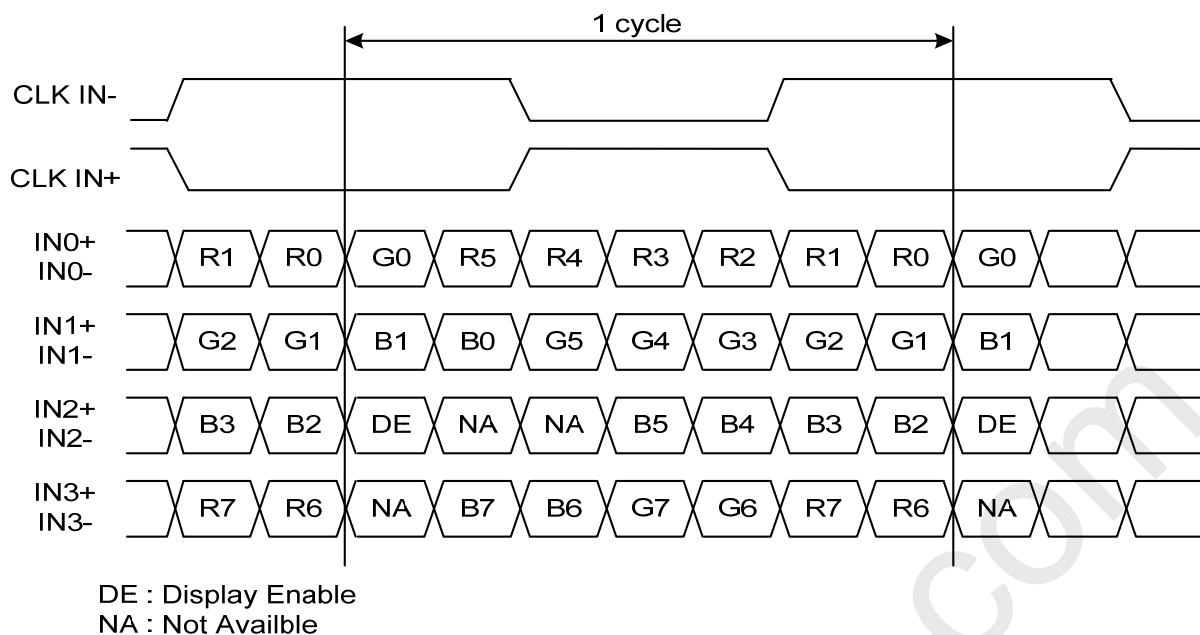 1 cycle
CLK IN-
CLK IN+
IN0+
IN0-
R1 R0 G0 R5 R4 R3 R2 R1 R0 G0
IN1+
IN1-
G2 G1 B1 B0 G5 G4 G3 G2 G1 B1
IN2+
IN2-
B3 B2 DE NA NA B5 B4 B3 B2 DE
IN3+
IN3-
R7 R6 NA B7 B6 G7 G6 R7 R6 NA
DE : Display Enable
NA : Not Availble
com